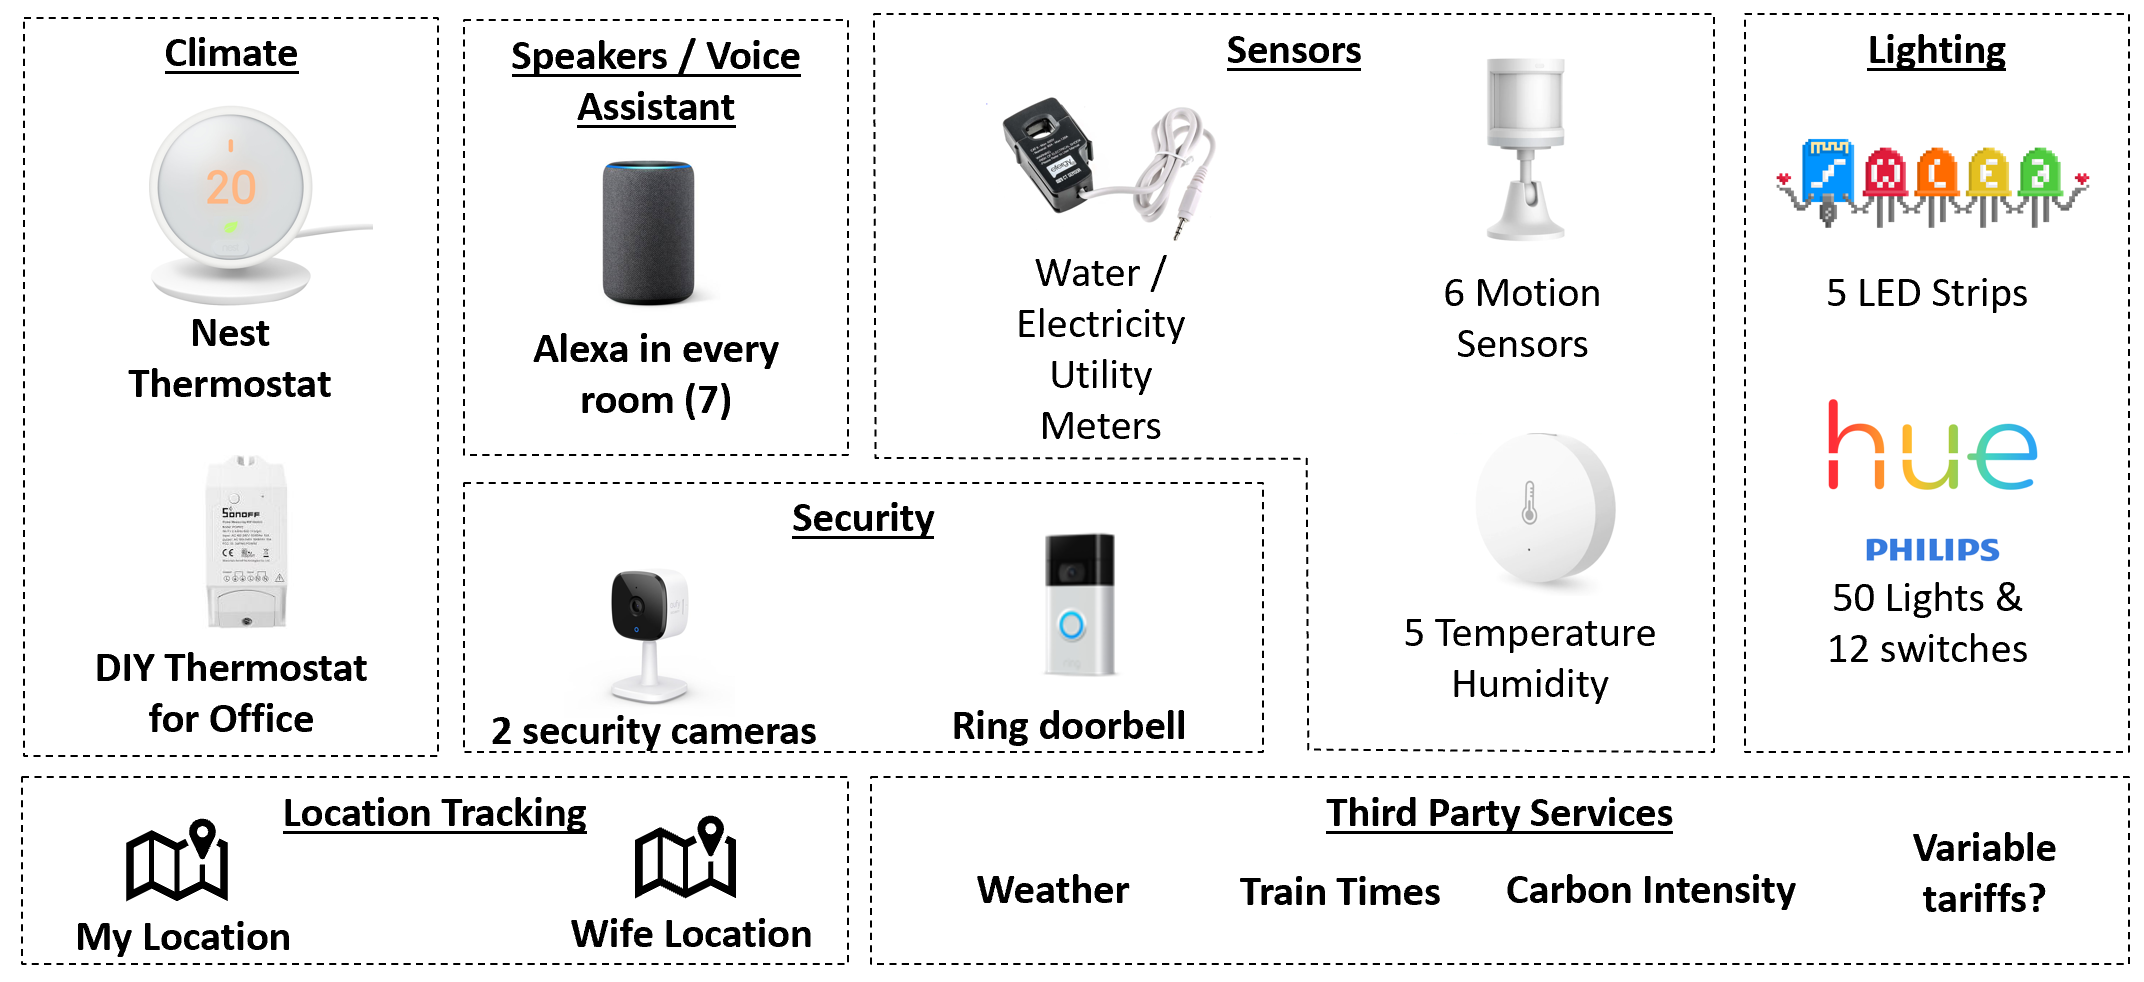 Climate
20
Nest
Thermostat
SonoFF
DIY Thermostat
for Office
Speakers / Voice
Assistant
Alexa in every
room (7)
Sensors
Water /
Electricity
Utility
Meters
6 Motion
Sensors
5 Temperature
Humidity
Lighting
WLED
5 LED Strips
hue
PHILIPS
50 Lights &
12 switches
Security
2 security cameras
ring
Ring doorbell
Location Tracking
My Location
Wife Location
Third Party Services
Weather
Train Times
Carbon Intensity
Variable
tariffs?